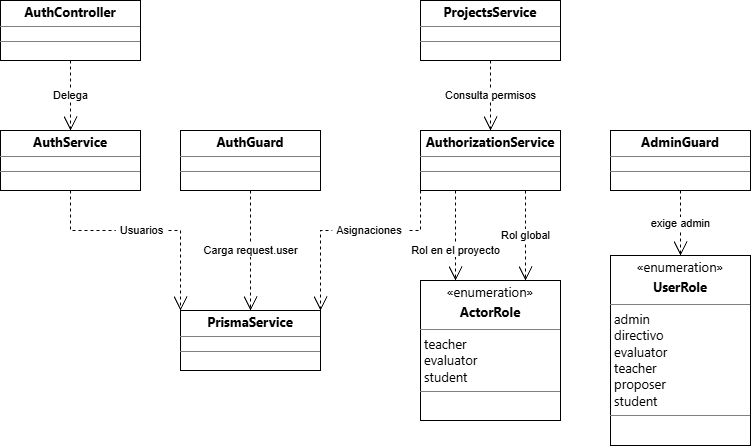 AuthController
ProjectsService
Delega
Consulta permisos
AuthService
AuthGuard
AuthorizationService
AdminGuard
Usuarios
Asignaciones
Carga request.user
Rol en el proyecto
Rol global
exige admin
PrismaService
«enumeration»
ActorRole
teacher
evaluator
student
«enumeration»
UserRole
admin
directivo
evaluator
teacher
proposer
student